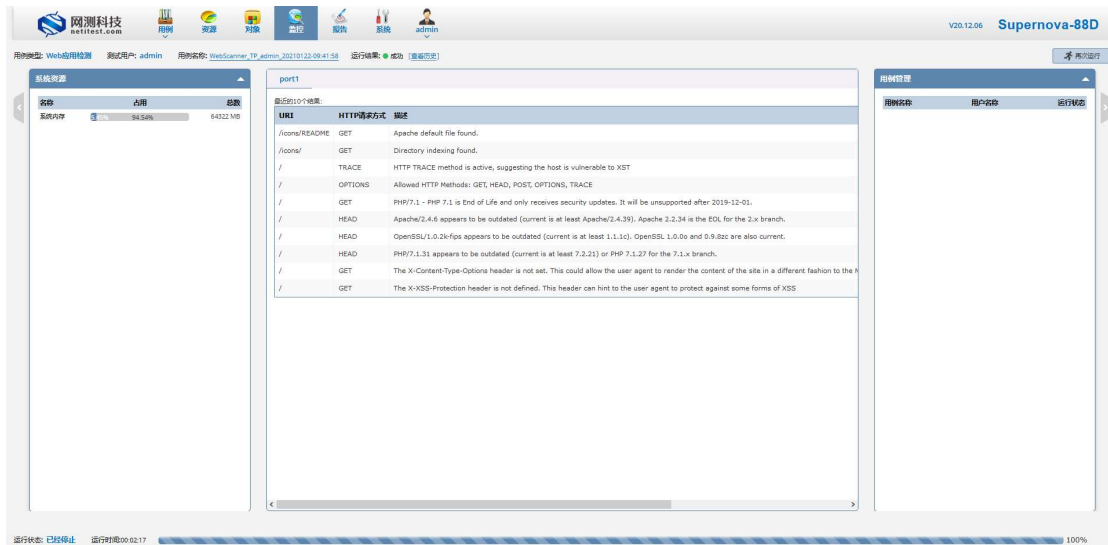 网测科技
netitest.com
用例
资源
对象
监控
报告
系统
admin
V20.12.06 Supernova-88D
用例类型: Web应用检测 测试用户: admin 用例名称: WebScanner_TP_admin_20210122-09:41:58 运行结果: 成功 [查看历史]
再次运行
系统资源
名称 占用 总数
系统内存 94.54% 64322 MB
port1
最近的10个结果:
URI HTTP请求方式 描述
/icons/README GET Apache default file found.
/icons/ GET Directory indexing found.
/ TRACE HTTP TRACE method is active, suggesting the host is vulnerable to XST
/ OPTIONS Allowed HTTP Methods: GET, HEAD, POST, OPTIONS, TRACE
/ GET PHP/7.1 - PHP 7.1 is End of Life and only receives security updates. It will be unsupported after 2019-12-01.
/ HEAD Apache/2.4.6 appears to be outdated (current is at least Apache/2.4.39). Apache 2.2.34 is the EOL for the 2.x branch.
/ HEAD OpenSSL/1.0.2k-fips appears to be outdated (current is at least 1.1.1c). OpenSSL 1.0.0o and 0.9.8zc are also current.
/ HEAD PHP/7.1.31 appears to be outdated (current is at least 7.2.21) or PHP 7.1.27 for the 7.1.x branch.
/ GET The X-Content-Type-Options header is not set. This could allow the user agent to render the content of the site in a different fashion to the
/ GET The X-XSS-Protection header is not defined. This header can hint to the user agent to protect against some forms of XSS
用例管理
用例名称 用户名称 运行状态
运行状态: 已经停止 运行时间:00:02:17 100%